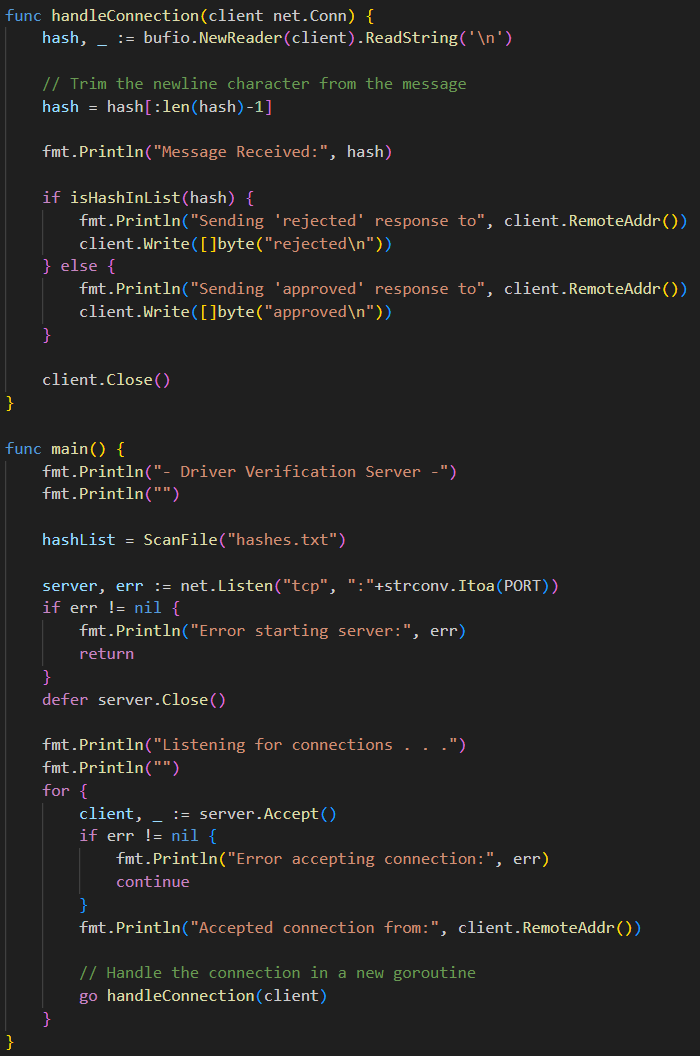 func handleConnection(client net.Conn) {
    hash, _ := bufio.NewReader(client).ReadString('\n')

    // Trim the newline character from the message
    hash = hash[:len(hash)-1]

    fmt.Println("Message Received:", hash)

    if isHashInList(hash) {
        fmt.Println("Sending 'rejected' response to", client.RemoteAddr())
        client.Write([]byte("rejected\n"))
    } else {
        fmt.Println("Sending 'approved' response to", client.RemoteAddr())
        client.Write([]byte("approved\n"))
    }

    client.Close()
}

func main() {
    fmt.Println("- Driver Verification Server -")
    fmt.Println("")

    hashList = ScanFile("hashes.txt")

    server, err := net.Listen("tcp", ":"+strconv.Itoa(PORT))
    if err != nil {
        fmt.Println("Error starting server:", err)
        return
    }
    defer server.Close()

    fmt.Println("Listening for connections . . .")
    fmt.Println("")
    for {
        client, _ := server.Accept()
        if err != nil {
            fmt.Println("Error accepting connection:", err)
            continue
        }
        fmt.Println("Accepted connection from:", client.RemoteAddr())

        // Handle the connection in a new goroutine
        go handleConnection(client)
    }
}